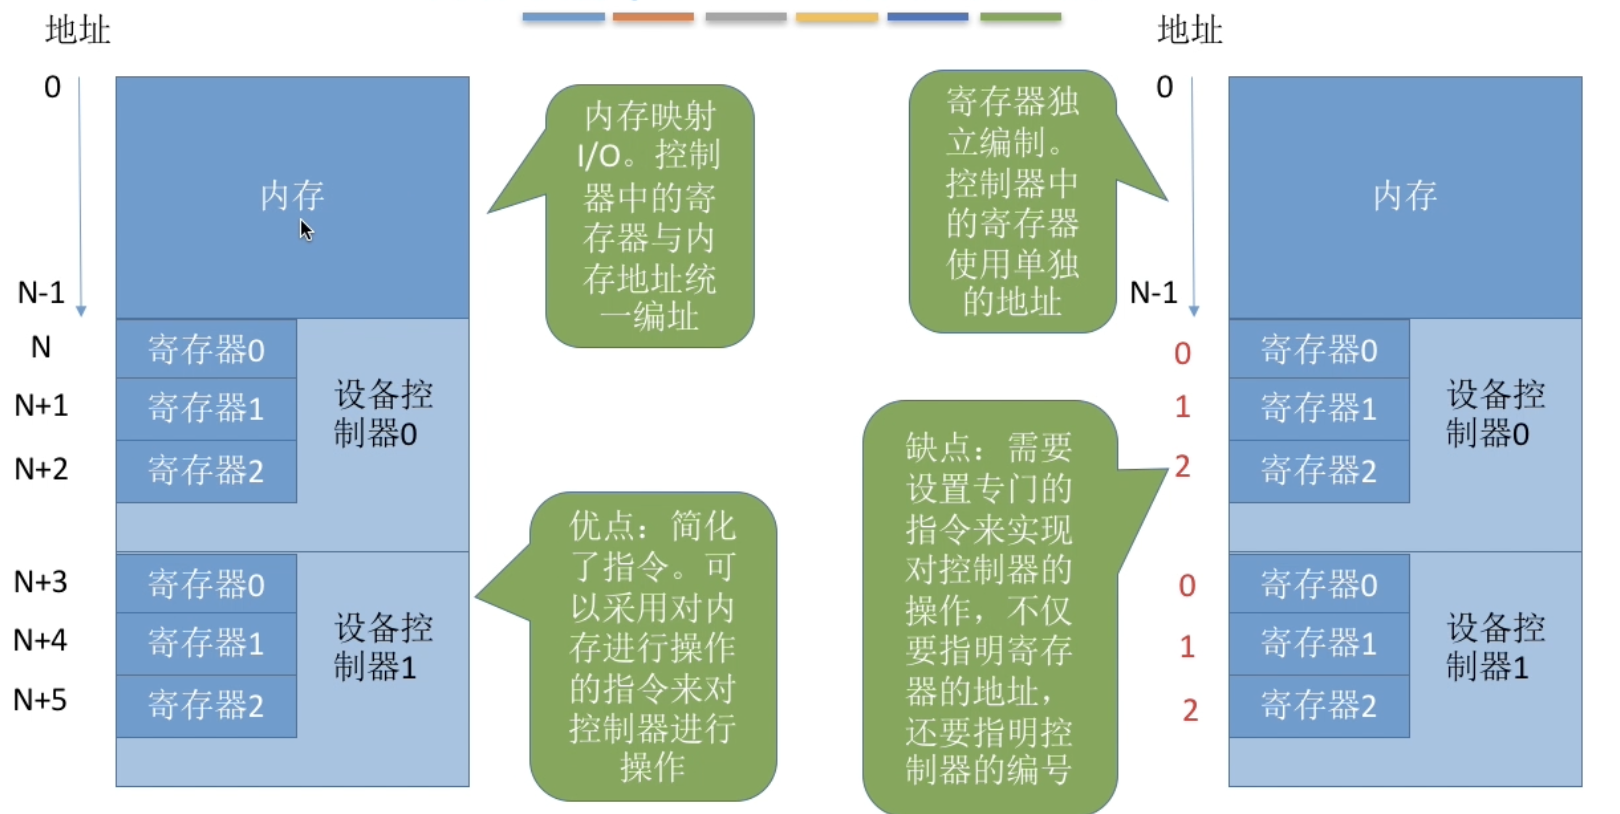 地址
0
内存
N-1
N
寄存器0
N+1
寄存器1
N+2
寄存器2
设备控
制器0
N+3
寄存器0
N+4
寄存器1
N+5
寄存器2
设备控
制器1
内存映射
I/O。控制
器中的寄
存器与内
存地址统
一编址
优点：简化
了指令。可
以采用对内
存进行操作
的指令来对
控制器进行
操作
寄存器独
立编制。
控制器中
的寄存器
使用单独
的地址
缺点：需要
设置专门的
指令来实现
对控制器的
操作，不仅
要指明寄存
器的地址，
还要指明控
制器的编号
地址
0
内存
N-1
0
寄存器0
1
寄存器1
2
寄存器2
设备控
制器0
0
寄存器0
1
寄存器1
2
寄存器2
设备控
制器1